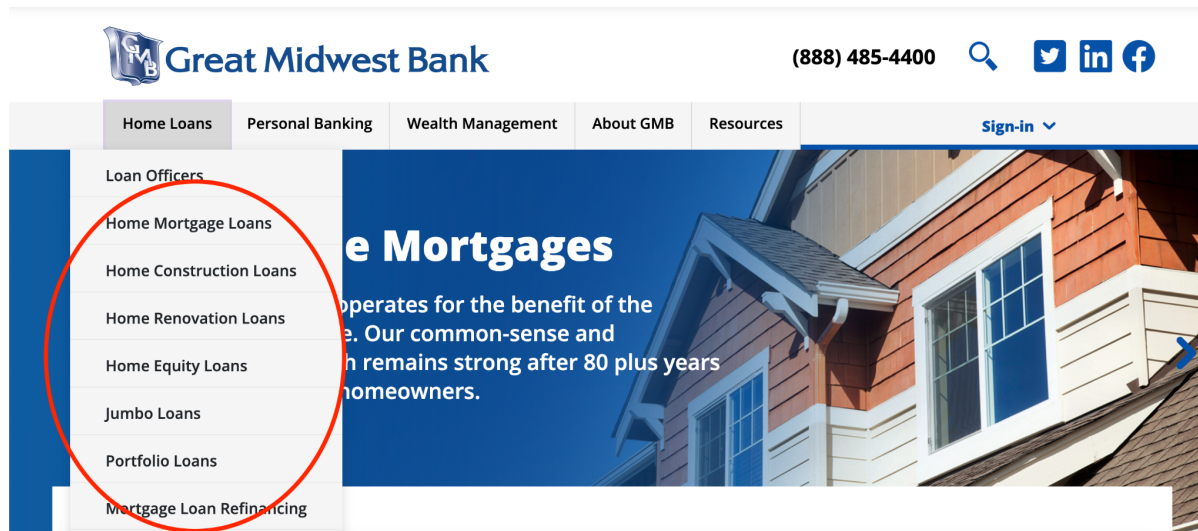 GMB Great Midwest Bank
(888) 485-4400
in
Home Loans
Personal Banking
Wealth Management
About GMB
Resources
Sign-in
Loan Officers
Home Mortgage Loans
Home Construction Loans
Home Renovation Loans
Home Equity Loans
Jumbo Loans
Portfolio Loans
Mortgage Loan Refinancing
e Mortgages
operates for the benefit of the
e. Our common-sense and
h remains strong after 80 plus years
homeowners.